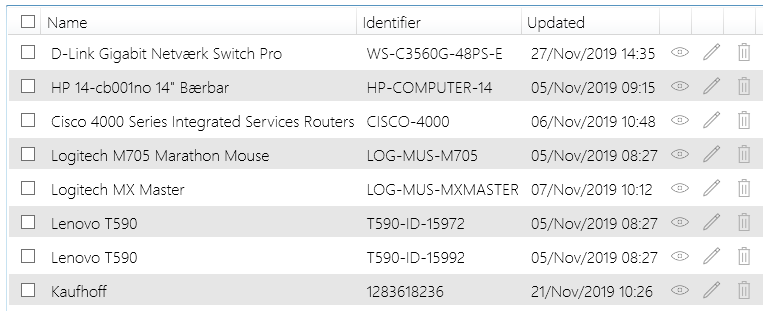 Name Identifier Updated
D-Link Gigabit Netværk Switch Pro WS-C3560G-48PS-E 27/Nov/2019 14:35
HP 14-cb001no 14" Bærbar HP-COMPUTER-14 05/Nov/2019 09:15
Cisco 4000 Series Integrated Services Routers CISCO-4000 06/Nov/2019 10:48
Logitech M705 Marathon Mouse LOG-MUS-M705 05/Nov/2019 08:27
Logitech MX Master LOG-MUS-MXMASTER 07/Nov/2019 10:12
Lenovo T590 T590-ID-15972 05/Nov/2019 08:27
Lenovo T590 T590-ID-15992 05/Nov/2019 08:27
Kaufhoff 1283618236 21/Nov/2019 10:26